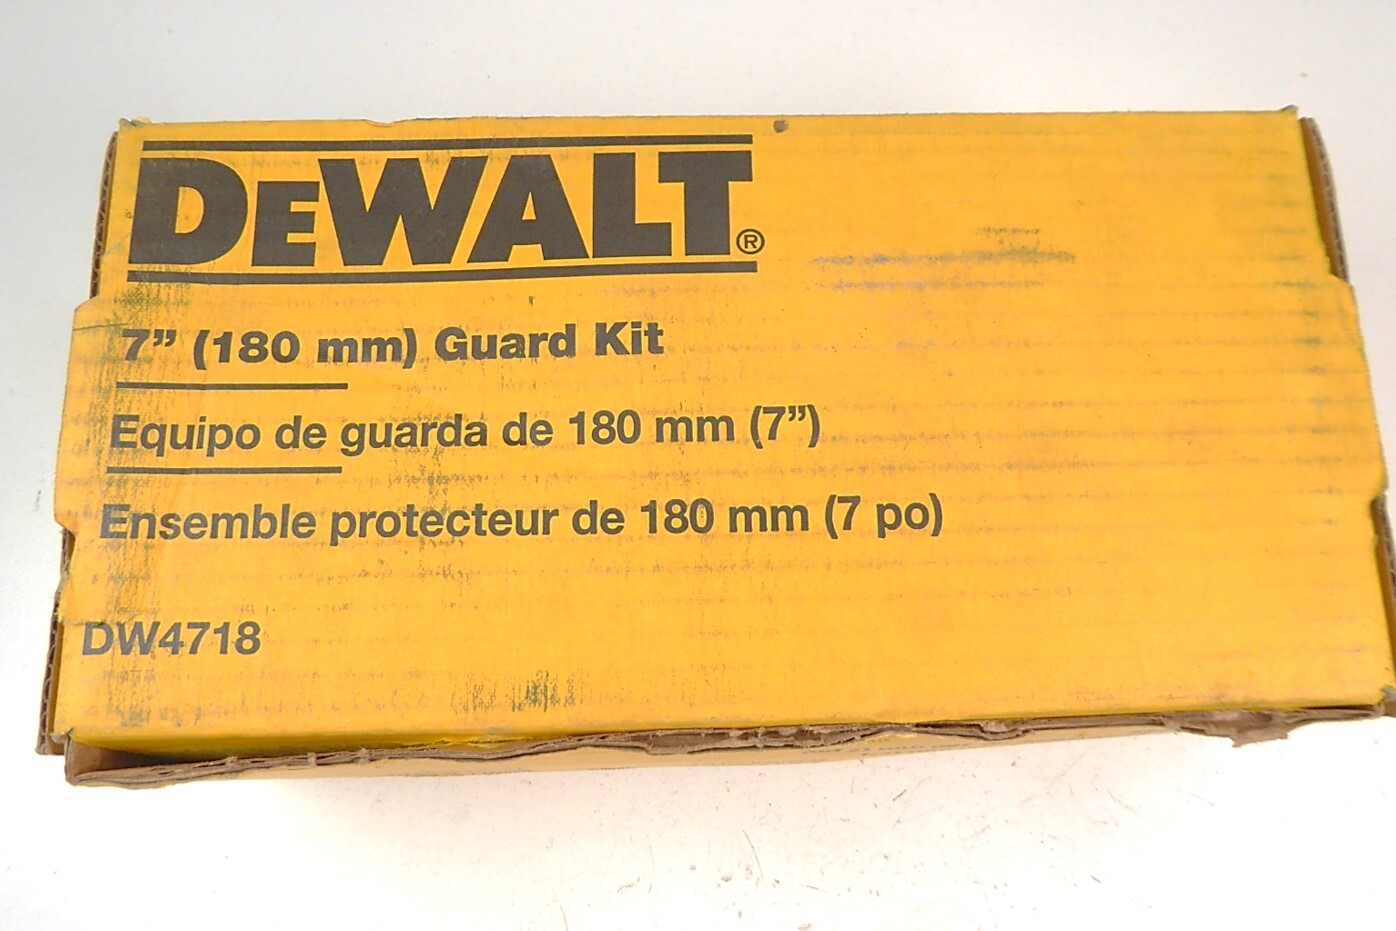 DEWALT®
7” (180 mm) Guard Kit
Equipo de guarda de 180 mm (7”)
Ensemble protecteur de 180 mm (7 po)
DW4718